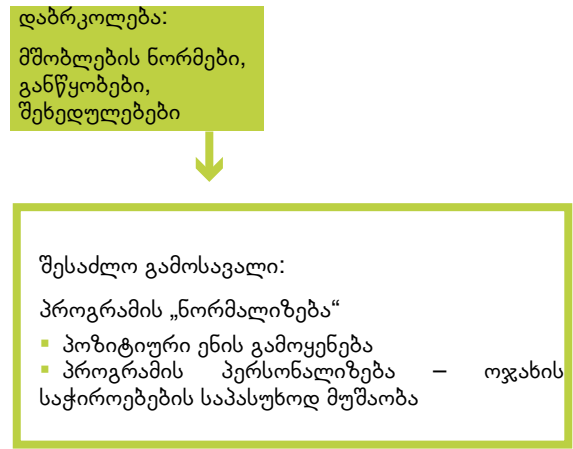 დაბრკოლება:
მშობლების ნორმები,
განწყობები,
შეხედულებები
შესაძლო გამოსავალი:
პროგრამის „ნორმალიზება“
▪ პოზიტიური ენის გამოყენება
▪ პროგრამის პერსონალიზება – ოჯახის
საჭიროებების საპასუხოდ მუშაობა